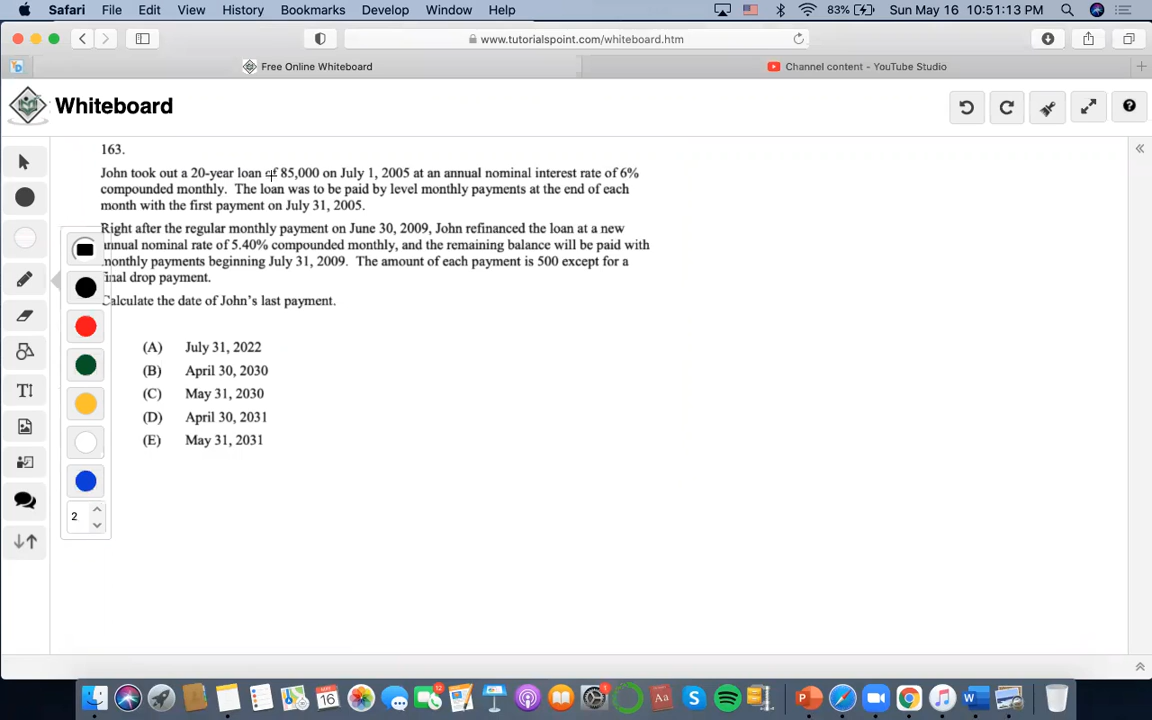 Safari File Edit View History Bookmarks Develop Window Help 83% Sun May 16 10:51:13 PM
www.tutorialspoint.com/whiteboard.htm
Free Online Whiteboard Channel content - YouTube Studio
Whiteboard
163.
John took out a 20-year loan of 85,000 on July 1, 2005 at an annual nominal interest rate of 6%
compounded monthly. The loan was to be paid by level monthly payments at the end of each
month with the first payment on July 31, 2005.
Right after the regular monthly payment on June 30, 2009, John refinanced the loan at a new
annual nominal rate of 5.40% compounded monthly, and the remaining balance will be paid with
monthly payments beginning July 31, 2009. The amount of each payment is 500 except for a
final drop payment.
Calculate the date of John's last payment.
(A) July 31, 2022
(B) April 30, 2030
(C) May 31, 2030
(D) April 30, 2031
(E) May 31, 2031
2